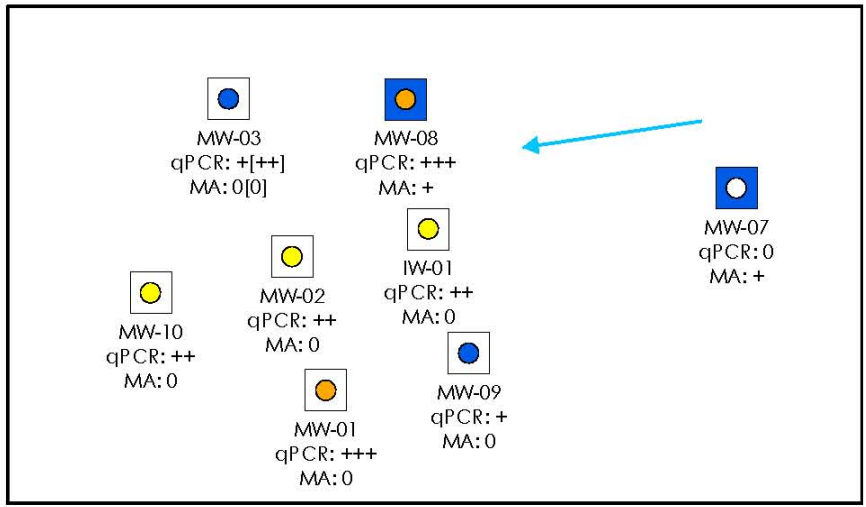 MW-03
qPCR: +[++]
MA: 0[0]
MW-08
qPCR: +++
MA: +
MW-07
qPCR: 0
MA: +
IW-01
qPCR: ++
MA: 0
MW-02
qPCR: ++
MA: 0
MW-10
qPCR: ++
MA: 0
MW-09
qPCR: +
MA: 0
MW-01
qPCR: +++
MA: 0